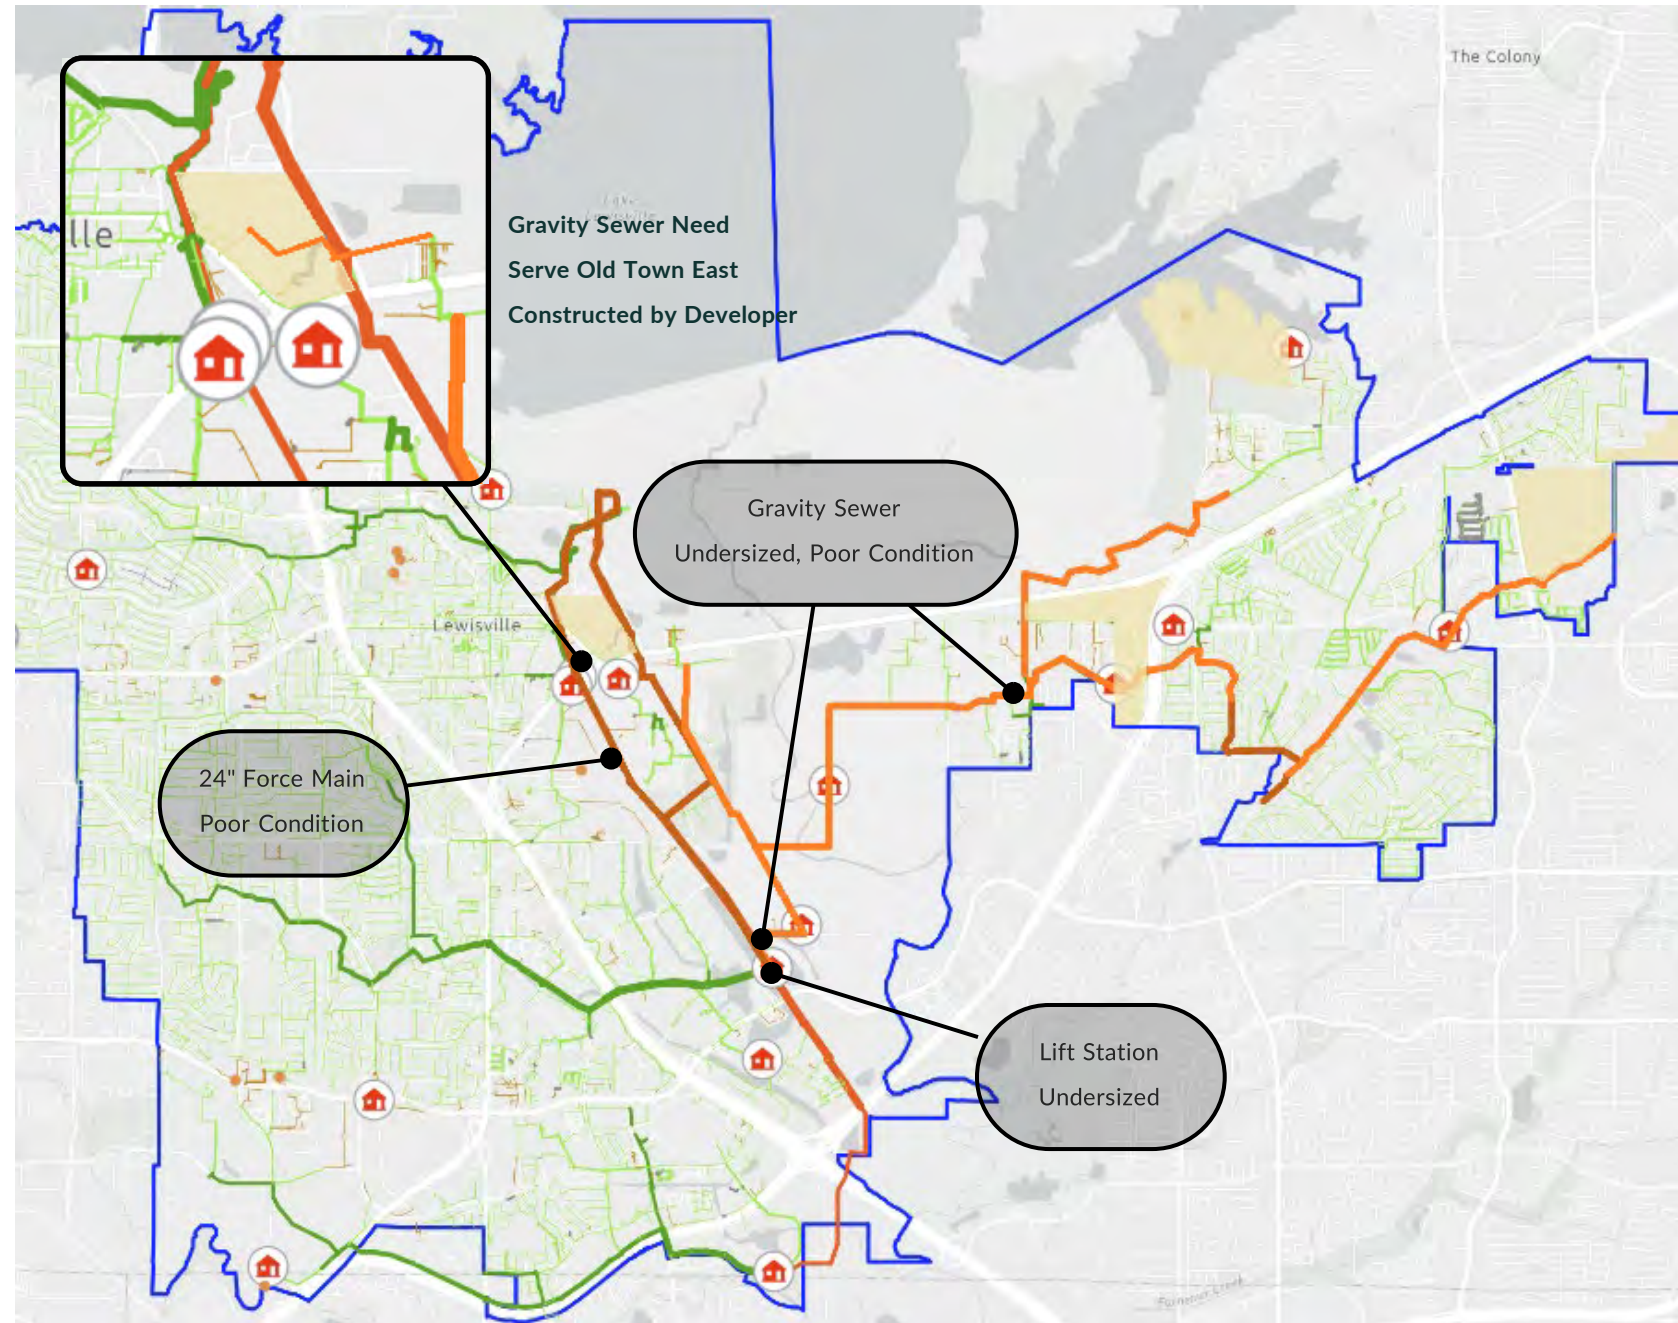 The Colony
lle
Gravity Sewer Need
Serve Old Town East
Constructed by Developer
Gravity Sewer
Undersized, Poor Condition
Lewisville
24" Force Main
Poor Condition
Lift Station
Undersized